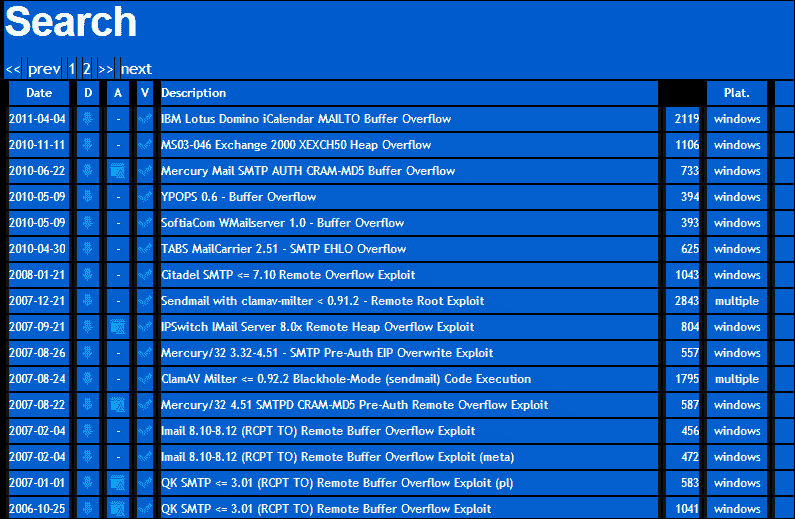 Search
<< prev 1 2 >> next
Date D A V Description Plat.
2011-04-04 - IBM Lotus Domino iCalendar MAILTO Buffer Overflow 2119 windows
2010-11-11 - MS03-046 Exchange 2000 XEXCH50 Heap Overflow 1106 windows
2010-06-22 Mercury Mail SMTP AUTH CRAM-MD5 Buffer Overflow 733 windows
2010-05-09 - YPOPS 0.6 - Buffer Overflow 394 windows
2010-05-09 - SoftiaCom WMailserver 1.0 - Buffer Overflow 393 windows
2010-04-30 - TABS MailCarrier 2.51 - SMTP EHLO Overflow 625 windows
2008-01-21 - Citadel SMTP <= 7.10 Remote Overflow Exploit 1043 windows
2007-12-21 - Sendmail with clamav-milter < 0.91.2 - Remote Root Exploit 2843 multiple
2007-09-21 IPSwitch IMail Server 8.0x Remote Heap Overflow Exploit 804 windows
2007-08-26 - Mercury/32 3.32-4.51 - SMTP Pre-Auth EIP Overwrite Exploit 557 windows
2007-08-24 - ClamAV Milter <= 0.92.2 Blackhole-Mode (sendmail) Code Execution 1795 multiple
2007-08-22 Mercury/32 4.51 SMTPD CRAM-MD5 Pre-Auth Remote Overflow Exploit 587 windows
2007-02-04 - Imail 8.10-8.12 (RCPT TO) Remote Buffer Overflow Exploit 456 windows
2007-02-04 - Imail 8.10-8.12 (RCPT TO) Remote Buffer Overflow Exploit (meta) 472 windows
2007-01-01 QK SMTP <= 3.01 (RCPT TO) Remote Buffer Overflow Exploit (pl) 583 windows
2006-10-25 QK SMTP <= 3.01 (RCPT TO) Remote Buffer Overflow Exploit 1041 windows